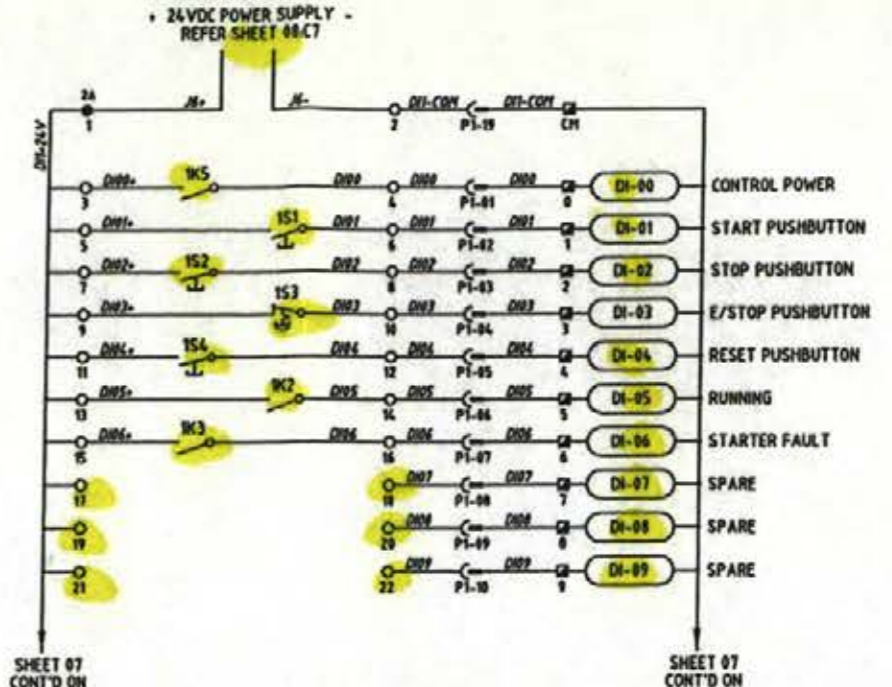 + 24VDC POWER SUPPLY -
REFER SHEET 08:C7
2A J6+ J6- DI1-COM DI1-COM
1 2 P1-19 CM
DI1+24V
DI00+ 1K5 DI00 DI00 DI00 DI-00 CONTROL POWER
3 4 P1-01 0
DI01+ 1S1 DI01 DI01 DI01 DI-01 START PUSHBUTTON
5 6 P1-02 1
DI02+ 1S2 DI02 DI02 DI02 DI-02 STOP PUSHBUTTON
7 8 P1-03 2
DI03+ 1S3 DI03 DI03 DI03 DI-03 E/STOP PUSHBUTTON
9 10 P1-04 3
DI04+ 1S4 DI04 DI04 DI04 DI-04 RESET PUSHBUTTON
11 12 P1-05 4
DI05+ 1K2 DI05 DI05 DI05 DI-05 RUNNING
13 14 P1-06 5
DI06+ 1K3 DI06 DI06 DI06 DI-06 STARTER FAULT
15 16 P1-07 6
DI07 DI07 DI-07 SPARE
17 18 P1-08 7
DI08 DI08 DI-08 SPARE
19 20 P1-09 8
DI09 DI09 DI-09 SPARE
21 22 P1-10 9
SHEET 07 SHEET 07
CONT'D ON CONT'D ON